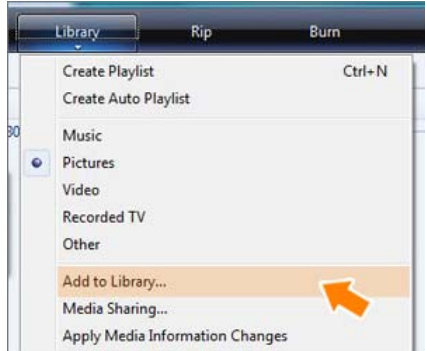 Library Rip Burn
Create Playlist Ctrl+N
Create Auto Playlist
30
Music
Pictures
Video
Recorded TV
Other
Add to Library...
Media Sharing...
Apply Media Information Changes